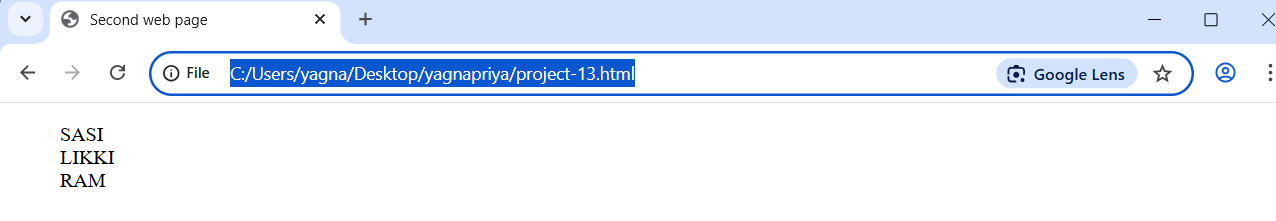 Second web page
File C:/Users/yagna/Desktop/yagnapriya/project-13.html Google Lens
SASI
LIKKI
RAM